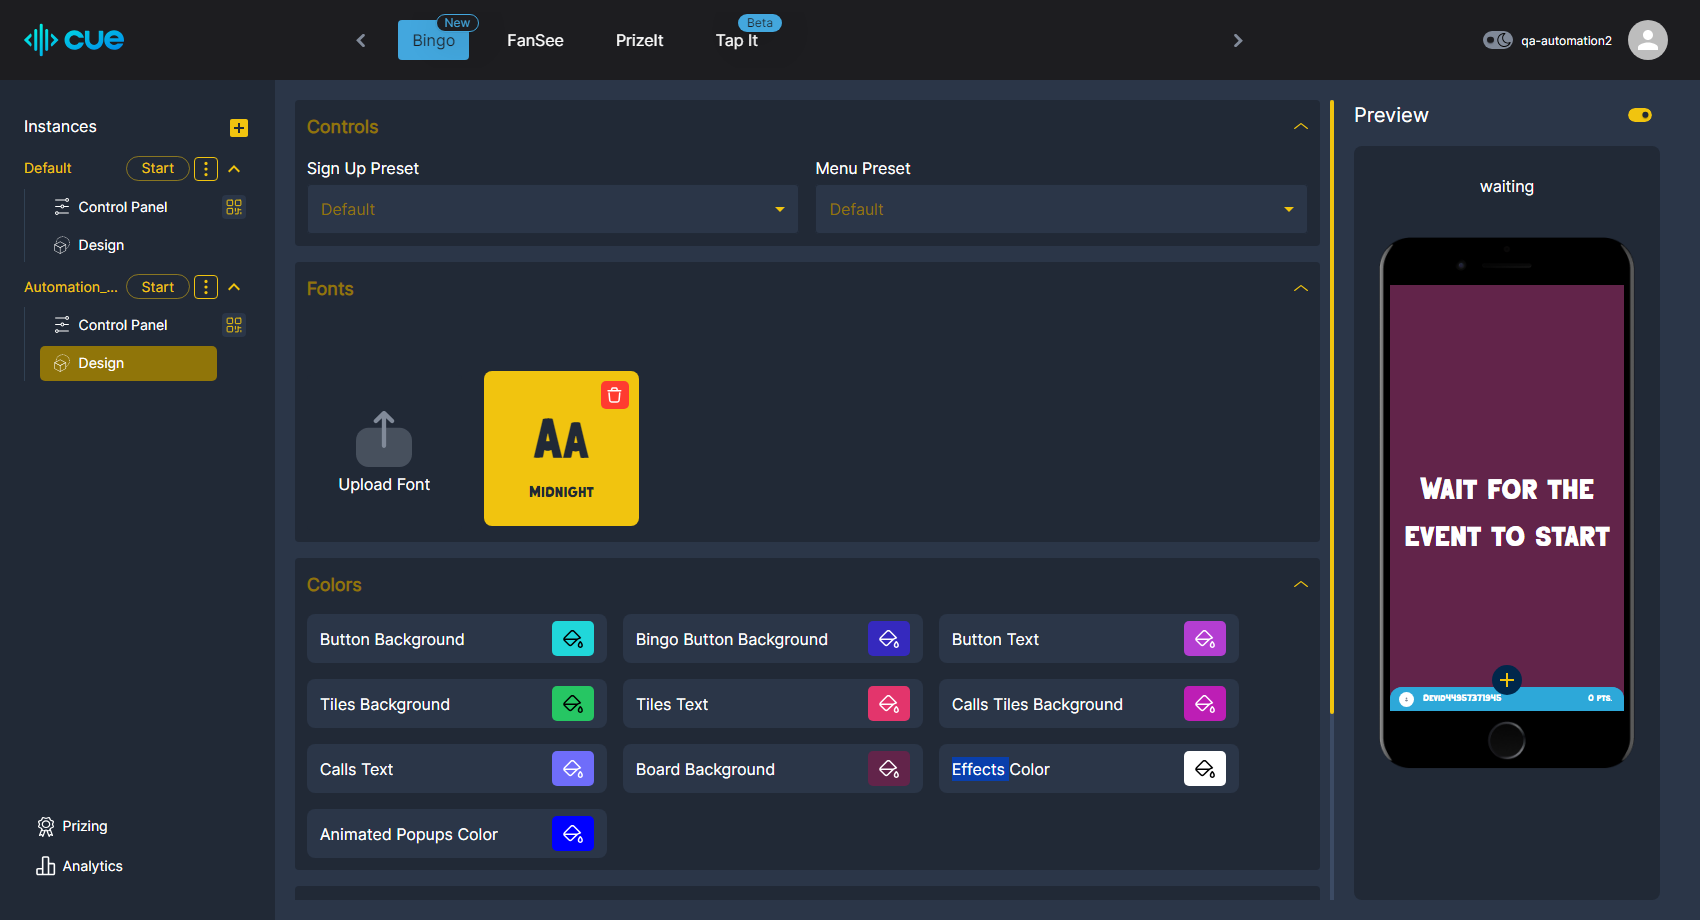 cue
New
Bingo
FanSee
PrizeIt
Beta
Tap It
qa-automation2
Instances
Default
Start
Control Panel
Design
Automation_...
Start
Control Panel
Design
Prizing
Analytics
Controls
Sign Up Preset
Menu Preset
Default
Default
Fonts
Upload Font
AA
MIDNIGHT
Colors
Button Background
Bingo Button Background
Button Text
Tiles Background
Tiles Text
Calls Tiles Background
Calls Text
Board Background
Effects Color
Animated Popups Color
Preview
waiting
WAIT FOR THE
EVENT TO START
DEVID44957371945
0 PTS.